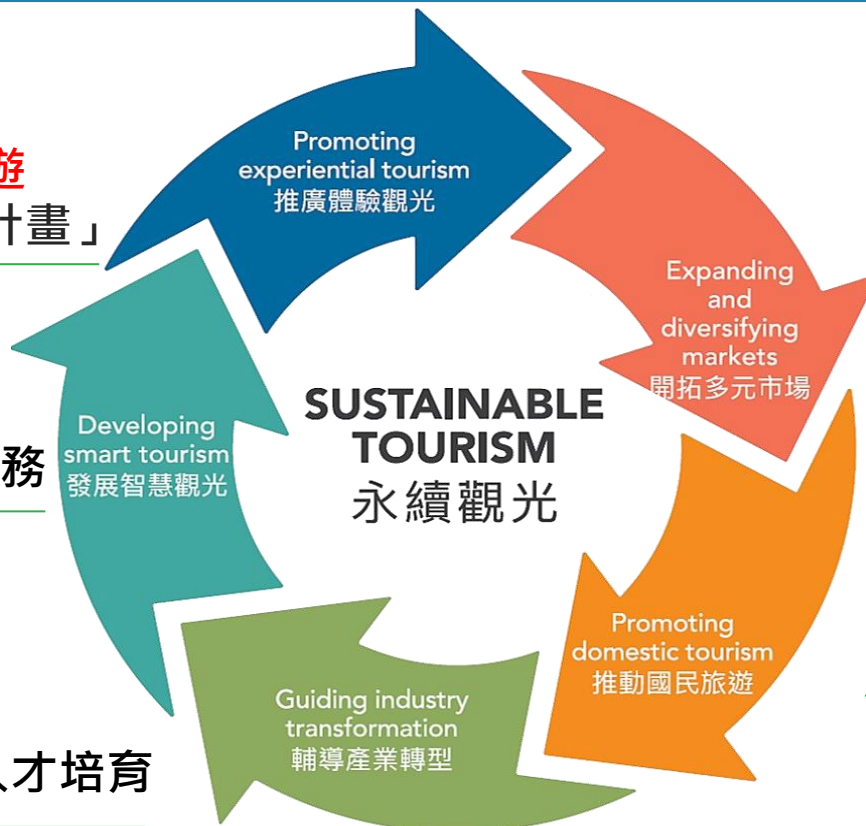 Promoting
experiential tourism
推廣體驗觀光
遊
計畫」
Expanding
and
diversifying
markets
開拓多元市場
SUSTAINABLE
TOURISM
永續觀光
Developing
smart tourism
發展智慧觀光
務
Promoting
domestic tourism
推動國民旅遊
Guiding industry
transformation
輔導產業轉型
人才培育